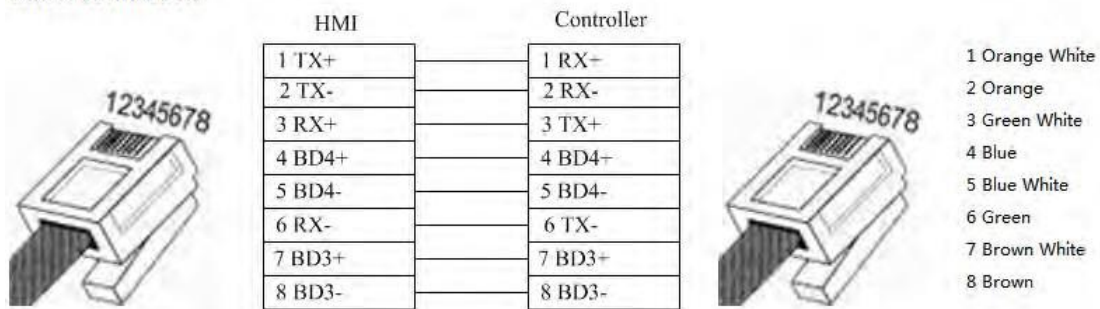 HMI
Controller
1 TX+ 1 RX+
2 TX- 2 RX-
3 RX+ 3 TX+
4 BD4+ 4 BD4+
5 BD4- 5 BD4-
6 RX- 6 TX-
7 BD3+ 7 BD3+
8 BD3- 8 BD3-
12345678
12345678
1 Orange White
2 Orange
3 Green White
4 Blue
5 Blue White
6 Green
7 Brown White
8 Brown